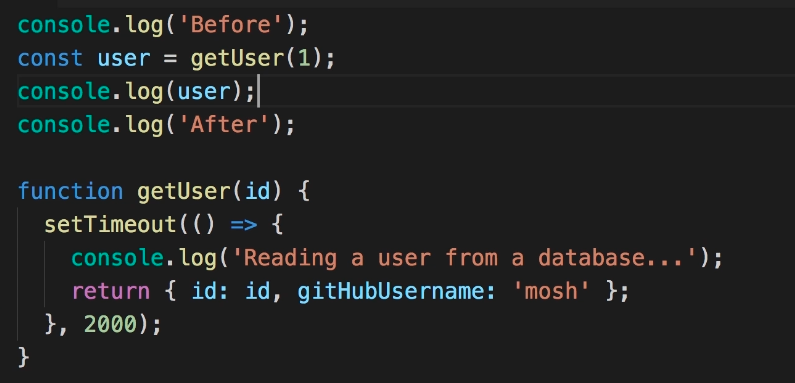 console.log('Before');
const user = getUser(1);
console.log(user);
console.log('After');

function getUser(id) {
  setTimeout(() => {
    console.log('Reading a user from a database...');
    return { id: id, gitHubUsername: 'mosh' };
  }, 2000);
}